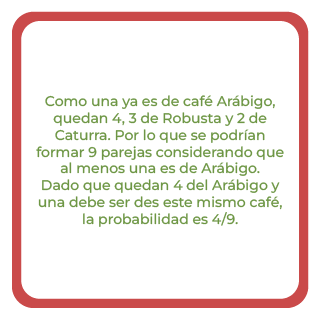 Como una ya es de café Arábigo,
quedan 4, 3 de Robusta y 2 de
Caturra. Por lo que se podrían
formar 9 parejas considerando que
al menos una es de Arábigo.
Dado que quedan 4 del Arábigo y
una debe ser des este mismo café,
la probabilidad es 4/9.